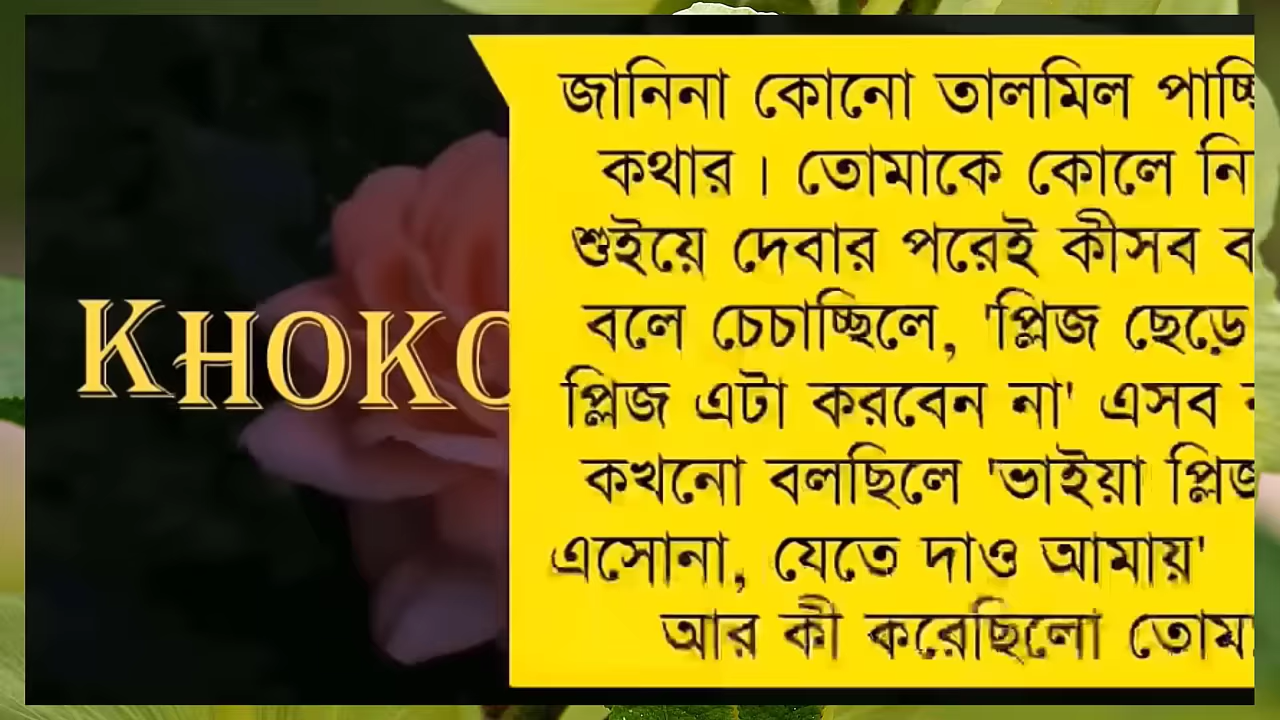 KHOKO
জানিনা কোনো তালমিল
কথার । তোমাকে কোলে
শুইয়ে দেবার পরেই কীসব
বলে চেচাচ্ছিলে, 'প্লিজ ছেড়ে
প্লিজ এটা করবেন না' এসব
কখনো বলছিলে 'ভাইয়া প্লিজ
এসোনা, যেতে দাও আমায়'
আর কী করেছিলো